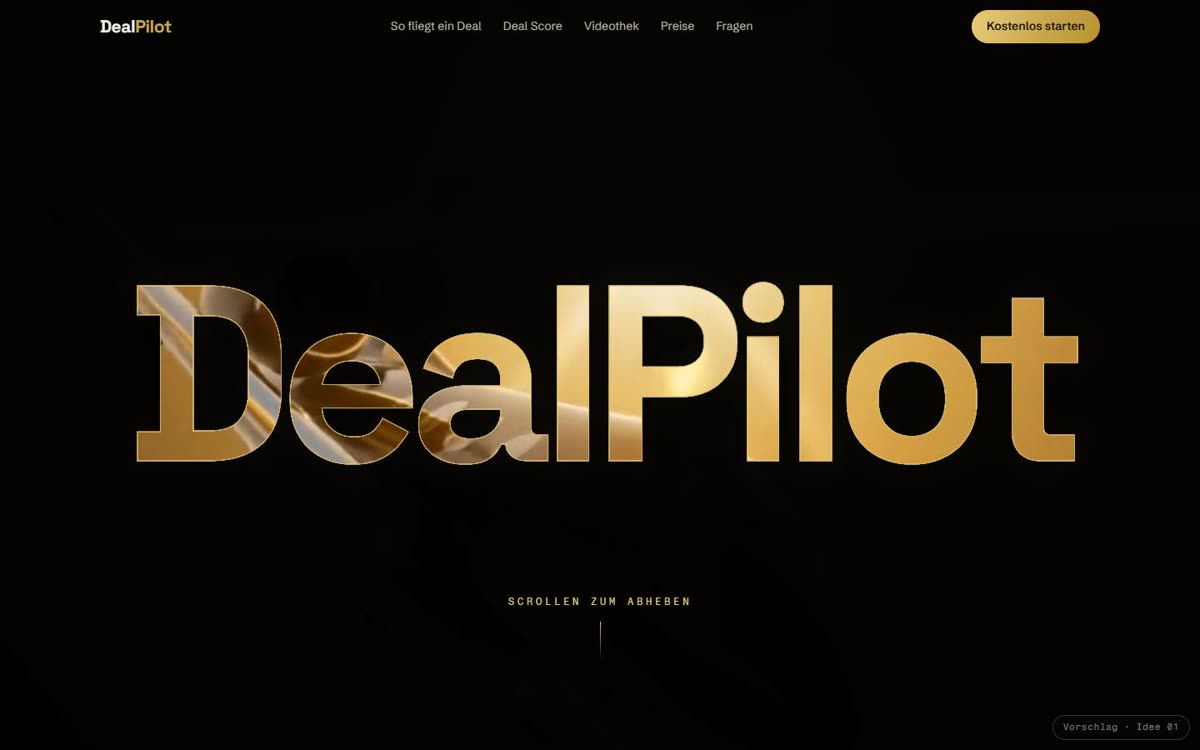 DealPilot
So fliegt ein Deal
Deal Score
Videothek
Preise
Fragen
Kostenlos starten
DealPilot
SCROLLEN ZUM ABHEBEN
Vorschlag · Idee 01